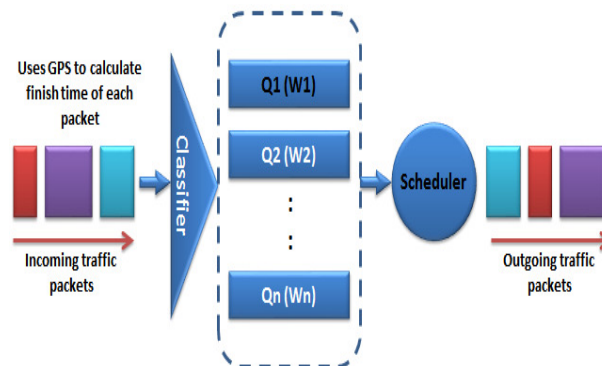 Uses GPS to calculate
finish time of each
packet
Incoming traffic
packets
Classifier
Q1 (W1)
Q2 (W2)
:
:
Qn (Wn)
Scheduler
Outgoing traffic
packets